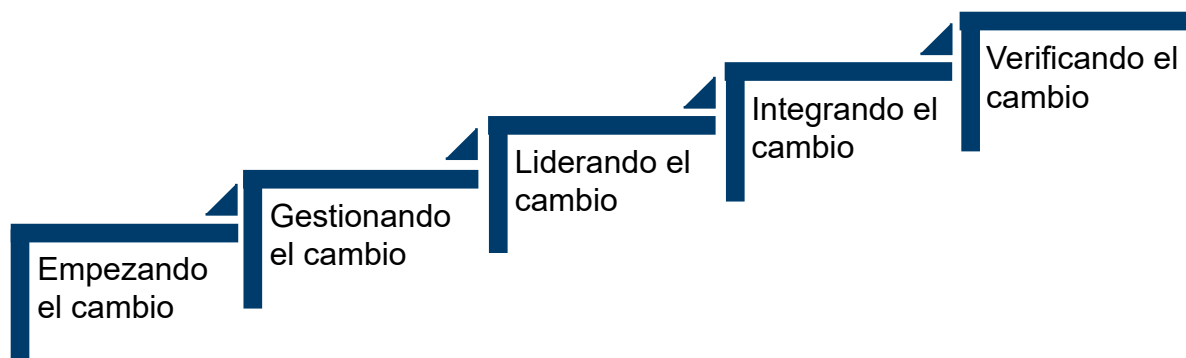 Empezando
el cambio
Gestionando
el cambio
Liderando el
cambio
Integrando el
cambio
Verificando el
cambio